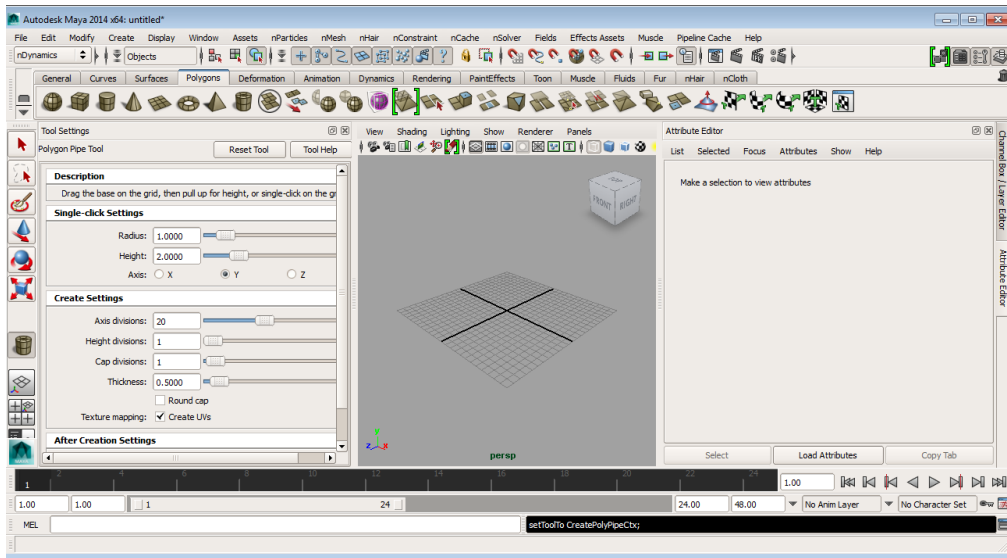 Autodesk Maya 2014 x64: untitled*
File Edit Modify Create Display Window Assets nParticles nMesh nHair nConstraint nCache nSolver Fields Effects Assets Muscle Pipeline Cache Help
nDynamics Objects
General Curves Surfaces Polygons Deformation Animation Dynamics Rendering PaintEffects Toon Muscle Fluids Fur nHair nCloth
Tool Settings
Polygon Pipe Tool Reset Tool Tool Help
Description
Drag the base on the grid, then pull up for height, or single-click on the gr
Single-click Settings
Radius: 1.0000
Height: 2.0000
Axis: X Y Z
Create Settings
Axis divisions: 20
Height divisions: 1
Cap divisions: 1
Thickness: 0.5000
Round cap
Texture mapping: Create UVs
After Creation Settings
View Shading Lighting Show Renderer Panels
FRONT RIGHT
Y
Z X
persp
Attribute Editor
List Selected Focus Attributes Show Help
Make a selection to view attributes
Select Load Attributes Copy Tab
Channel Box / Layer Editor
Attribute Editor
2 4 6 8 10 12 14 16 18 20 22 24
1 1.00
1.00 1.00 1 24 24.00 48.00 No Anim Layer No Character Set
MEL setToolTo CreatePolyPipeCtx;